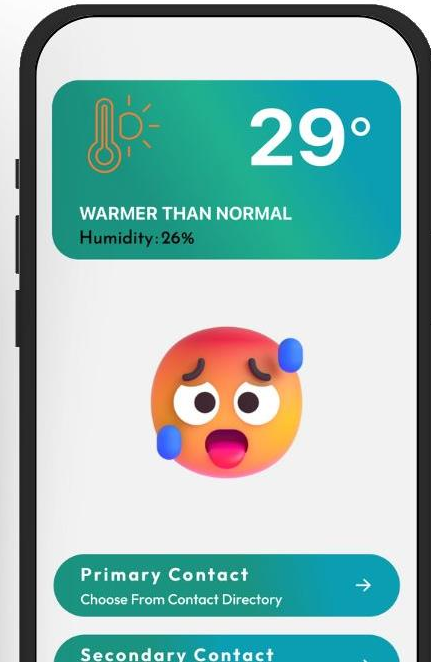 29°
WARMER THAN NORMAL
Humidity:26%
Primary Contact
Choose From Contact Directory
Secondary Contact